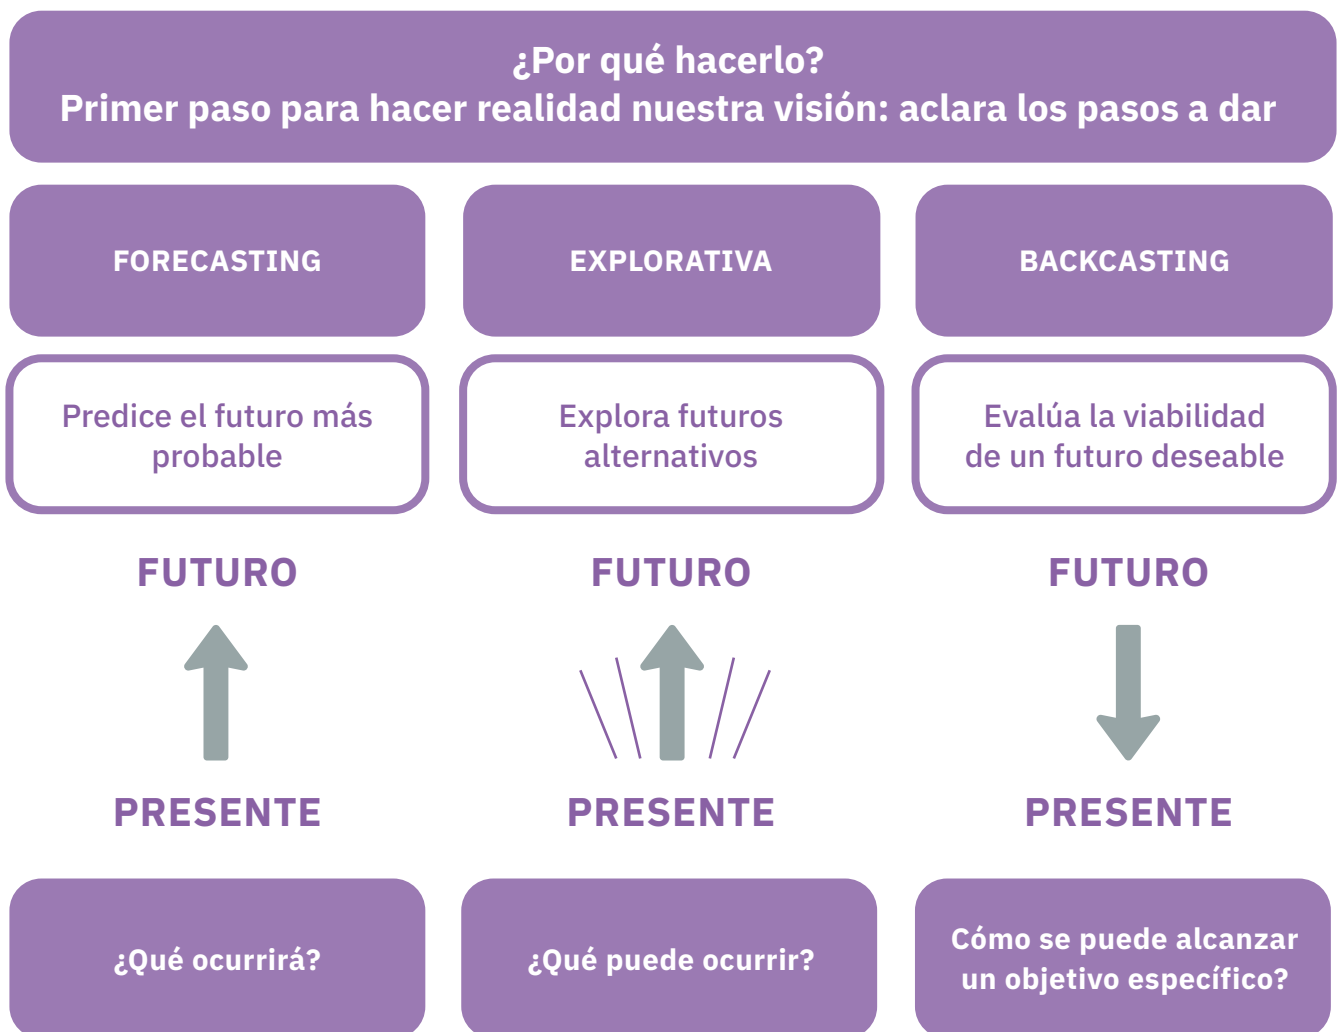 ¿Por qué hacerlo?
Primer paso para hacer realidad nuestra visión: aclara los pasos a dar
FORECASTING
EXPLORATIVA
BACKCASTING
Predice el futuro más
probable
Explora futuros
alternativos
Evalúa la viabilidad
de un futuro deseable
FUTURO
FUTURO
FUTURO
PRESENTE
PRESENTE
PRESENTE
¿Qué ocurrirá?
¿Qué puede ocurrir?
Cómo se puede alcanzar
un objetivo específico?